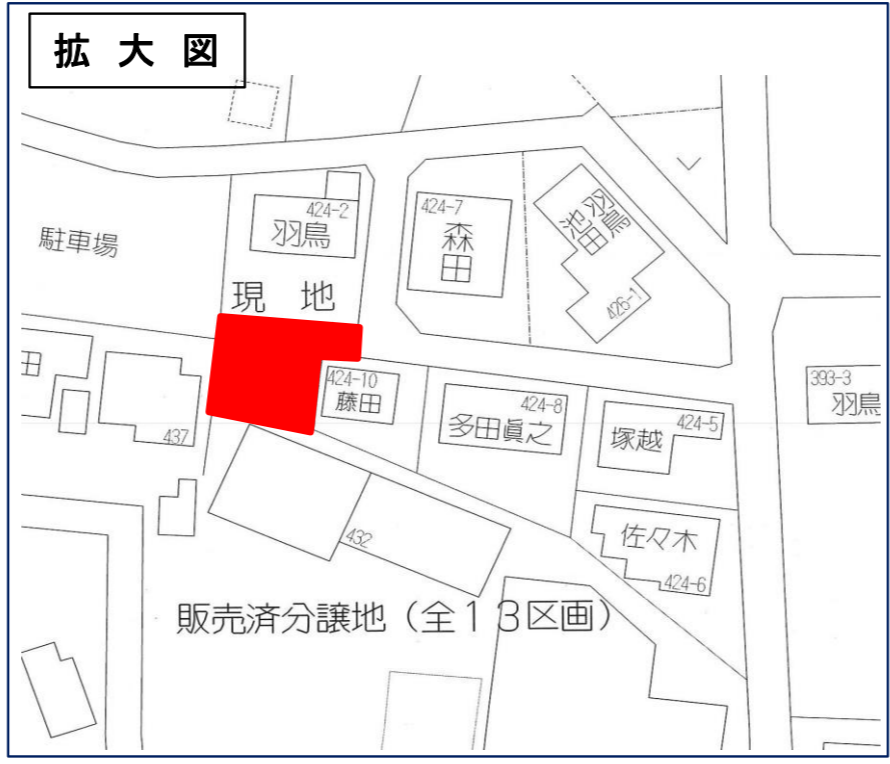 拡大図
424-2
羽鳥
駐車場
現地
424-7
森田
羽鳥
池田
426-1
393-3
羽鳥
田
437
424-10
藤田
424-8
多田眞之
424-5
塚越
佐々木
424-6
432
販売済分譲地（全13区画）